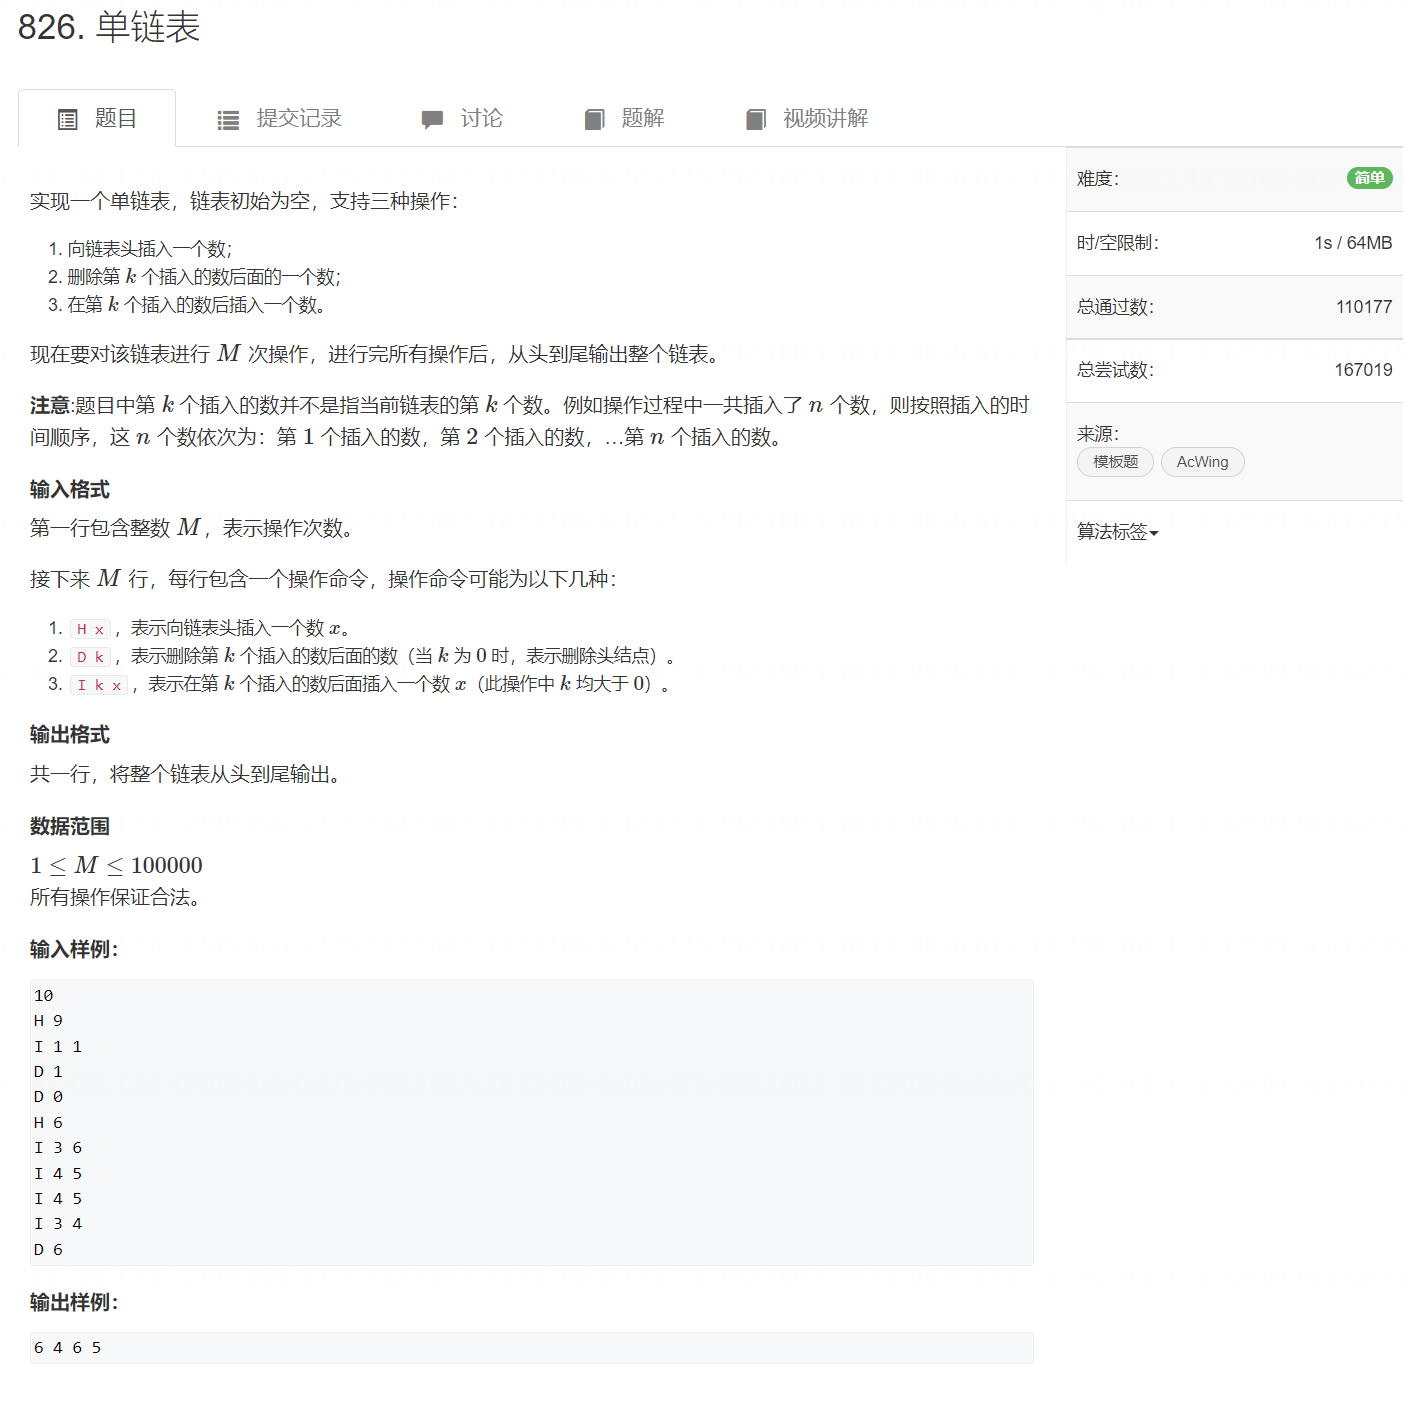 826. 单链表
题目 提交记录 讨论 题解 视频讲解
实现一个单链表，链表初始为空，支持三种操作：
1. 向链表头插入一个数；
2. 删除第 k 个插入的数后面的一个数；
3. 在第 k 个插入的数后插入一个数。
现在要对该链表进行 M 次操作，进行完所有操作后，从头到尾输出整个链表。
注意:题目中第 k 个插入的数并不是指当前链表的第 k 个数。例如操作过程中一共插入了 n 个数，则按照插入的时
间顺序，这 n 个数依次为：第 1 个插入的数，第 2 个插入的数，…第 n 个插入的数。
输入格式
第一行包含整数 M，表示操作次数。
接下来 M 行，每行包含一个操作命令，操作命令可能为以下几种：
1. H x，表示向链表头插入一个数 x。
2. D k，表示删除第 k 个插入的数后面的数（当 k 为 0 时，表示删除头结点）。
3. I k x，表示在第 k 个插入的数后面插入一个数 x（此操作中 k 均大于 0）。
输出格式
共一行，将整个链表从头到尾输出。
数据范围
1 ≤ M ≤ 100000
所有操作保证合法。
输入样例：
10
H 9
I 1 1
D 1
D 0
H 6
I 3 6
I 4 5
I 4 5
I 3 4
D 6
输出样例：
6 4 6 5
难度： 简单
时/空限制： 1s / 64MB
总通过数： 110177
总尝试数： 167019
来源：
模板题 AcWing
算法标签